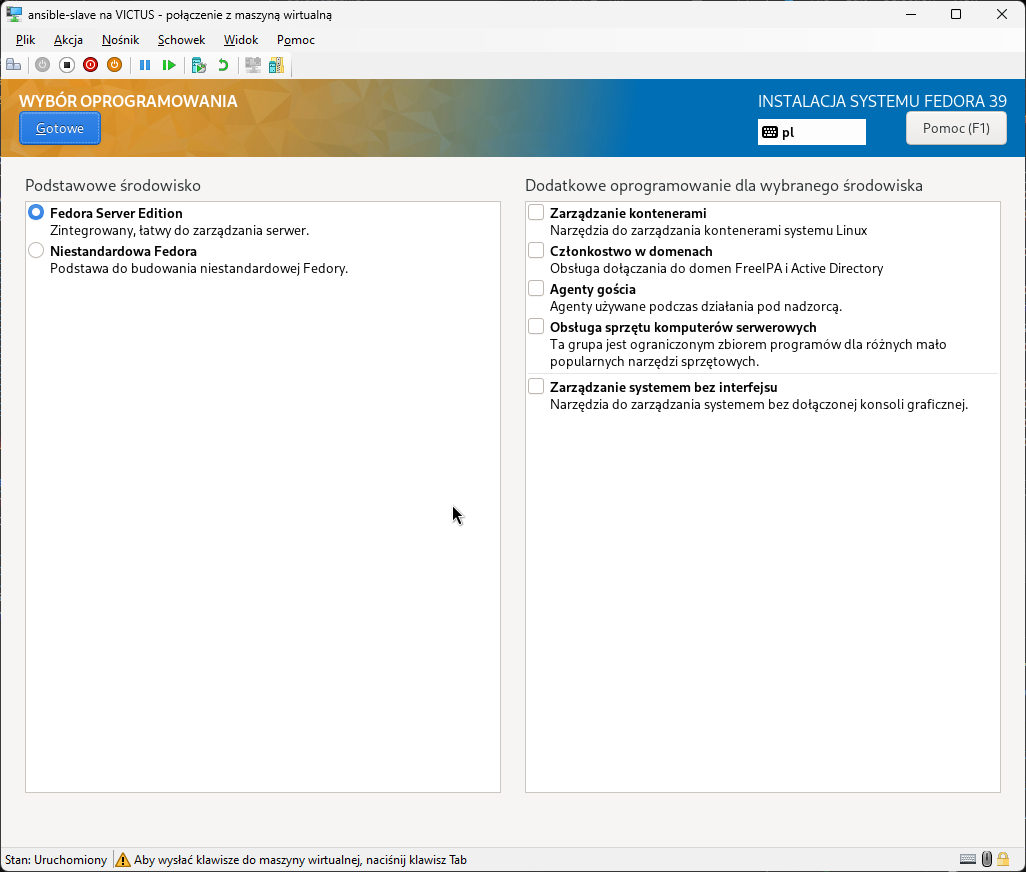 ansible-slave na VICTUS - połączenie z maszyną wirtualną
Plik Akcja Nośnik Schowek Widok Pomoc
WYBÓR OPROGRAMOWANIA
INSTALACJA SYSTEMU FEDORA 39
Gotowe
pl
Pomoc (F1)
Podstawowe środowisko
Fedora Server Edition
Zintegrowany, łatwy do zarządzania serwer.
Niestandardowa Fedora
Podstawa do budowania niestandardowej Fedory.
Dodatkowe oprogramowanie dla wybranego środowiska
Zarządzanie kontenerami
Narzędzia do zarządzania kontenerami systemu Linux
Członkostwo w domenach
Obsługa dołączania do domen FreeIPA i Active Directory
Agenty gościa
Agenty używane podczas działania pod nadzorcą.
Obsługa sprzętu komputerów serwerowych
Ta grupa jest ograniczonym zbiorem programów dla różnych mało
popularnych narzędzi sprzętowych.
Zarządzanie systemem bez interfejsu
Narzędzia do zarządzania systemem bez dołączonej konsoli graficznej.
Stan: Uruchomiony
Aby wysłać klawisze do maszyny wirtualnej, naciśnij klawisz Tab